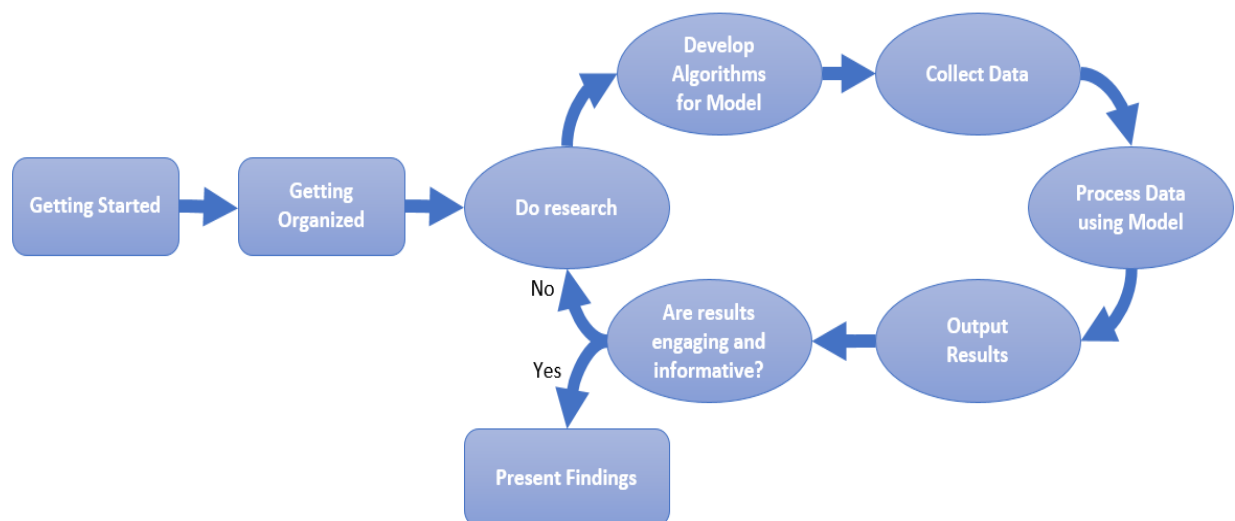 Getting Started
Getting
Organized
Do research
Develop
Algorithms
for Model
Collect Data
Process Data
using Model
Output
Results
Are results
engaging and
informative?
No
Yes
Present Findings